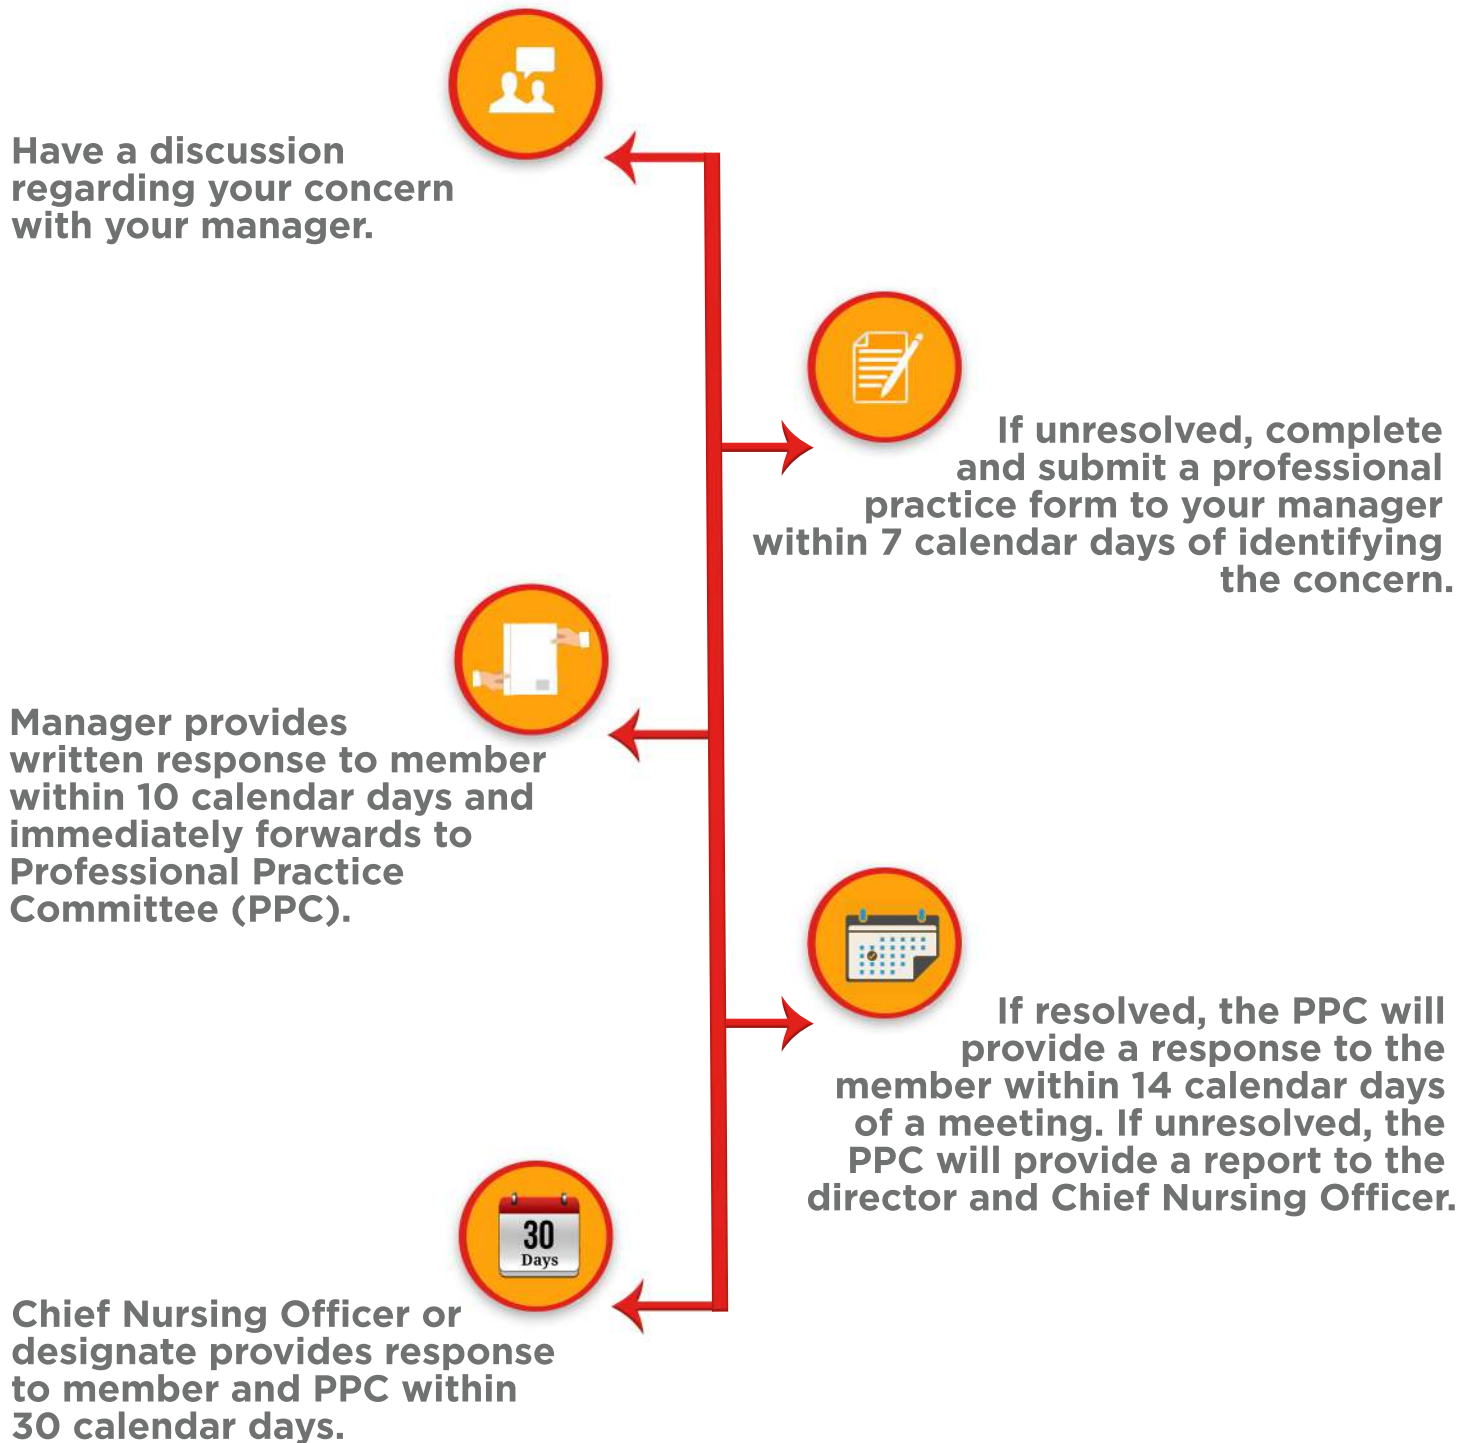 Have a discussion
regarding your concern
with your manager.
If unresolved, complete
and submit a professional
practice form to your manager
within 7 calendar days of identifying
the concern.
Manager provides
written response to member
within 10 calendar days and
immediately forwards to
Professional Practice
Committee (PPC).
If resolved, the PPC will
provide a response to the
member within 14 calendar days
of a meeting. If unresolved, the
PPC will provide a report to the
director and Chief Nursing Officer.
30
Days
Chief Nursing Officer or
designate provides response
to member and PPC within
30 calendar days.